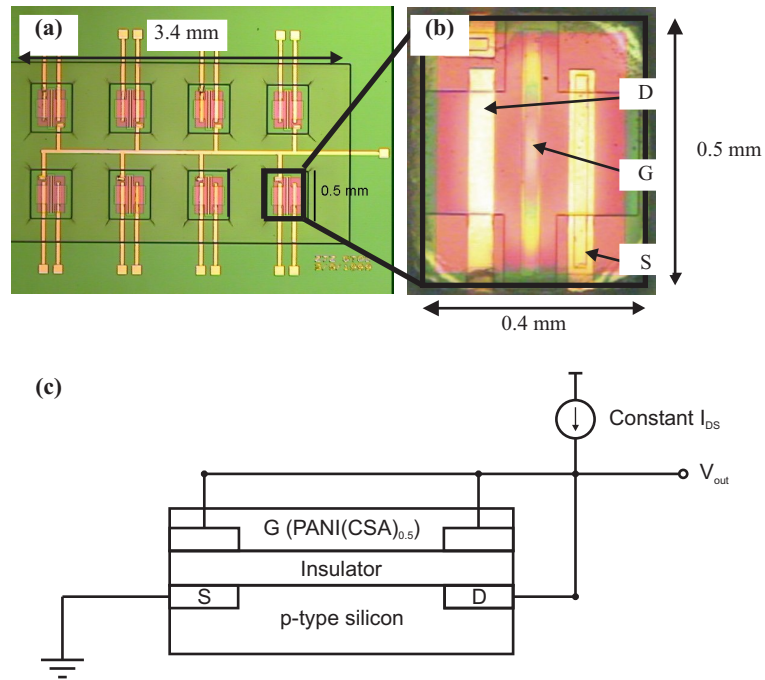 (a)
3.4 mm
0.5 mm
(b)
D
G
S
0.5 mm
0.4 mm
(c)
Constant I_DS
V_out
G (PANI(CSA)_0.5)
Insulator
S
D
p-type silicon